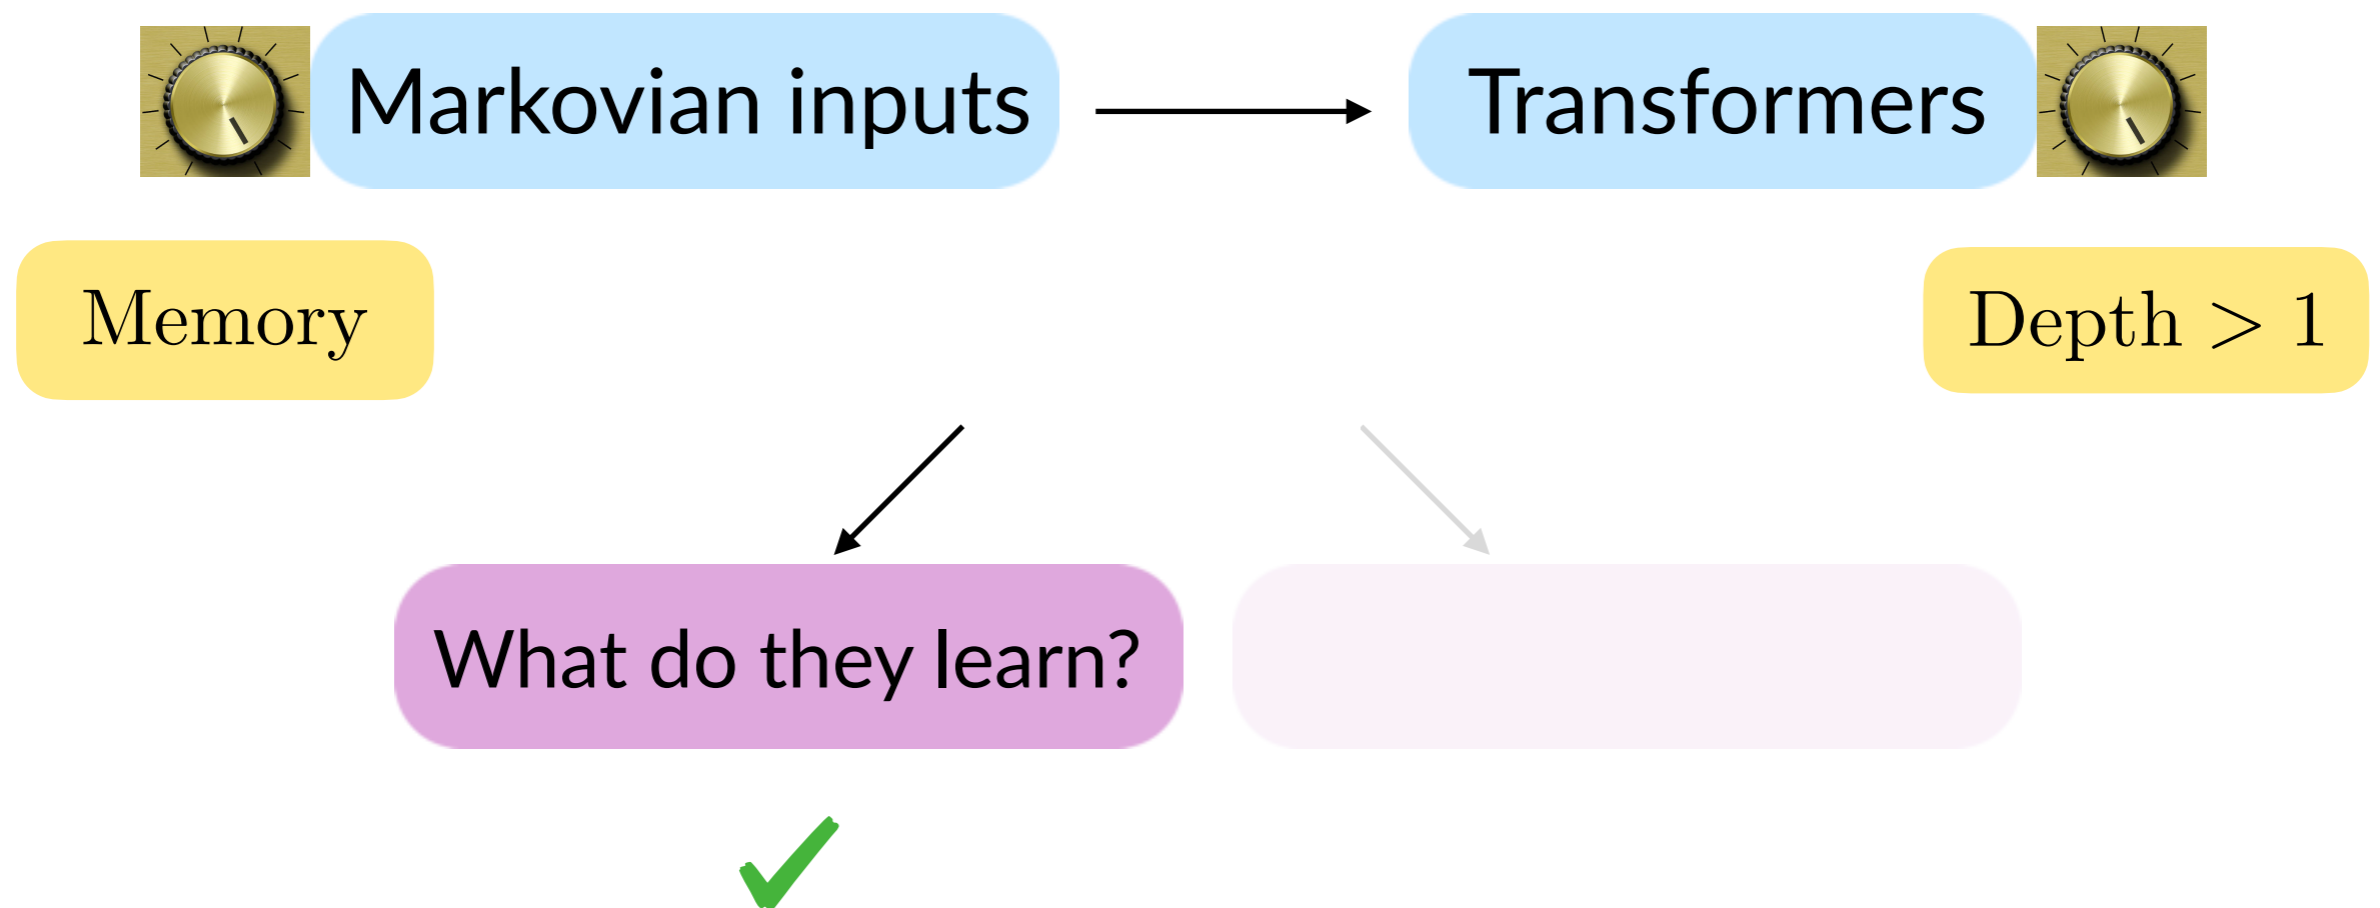 Markovian inputs
Transformers
Memory
Depth > 1
What do they learn?